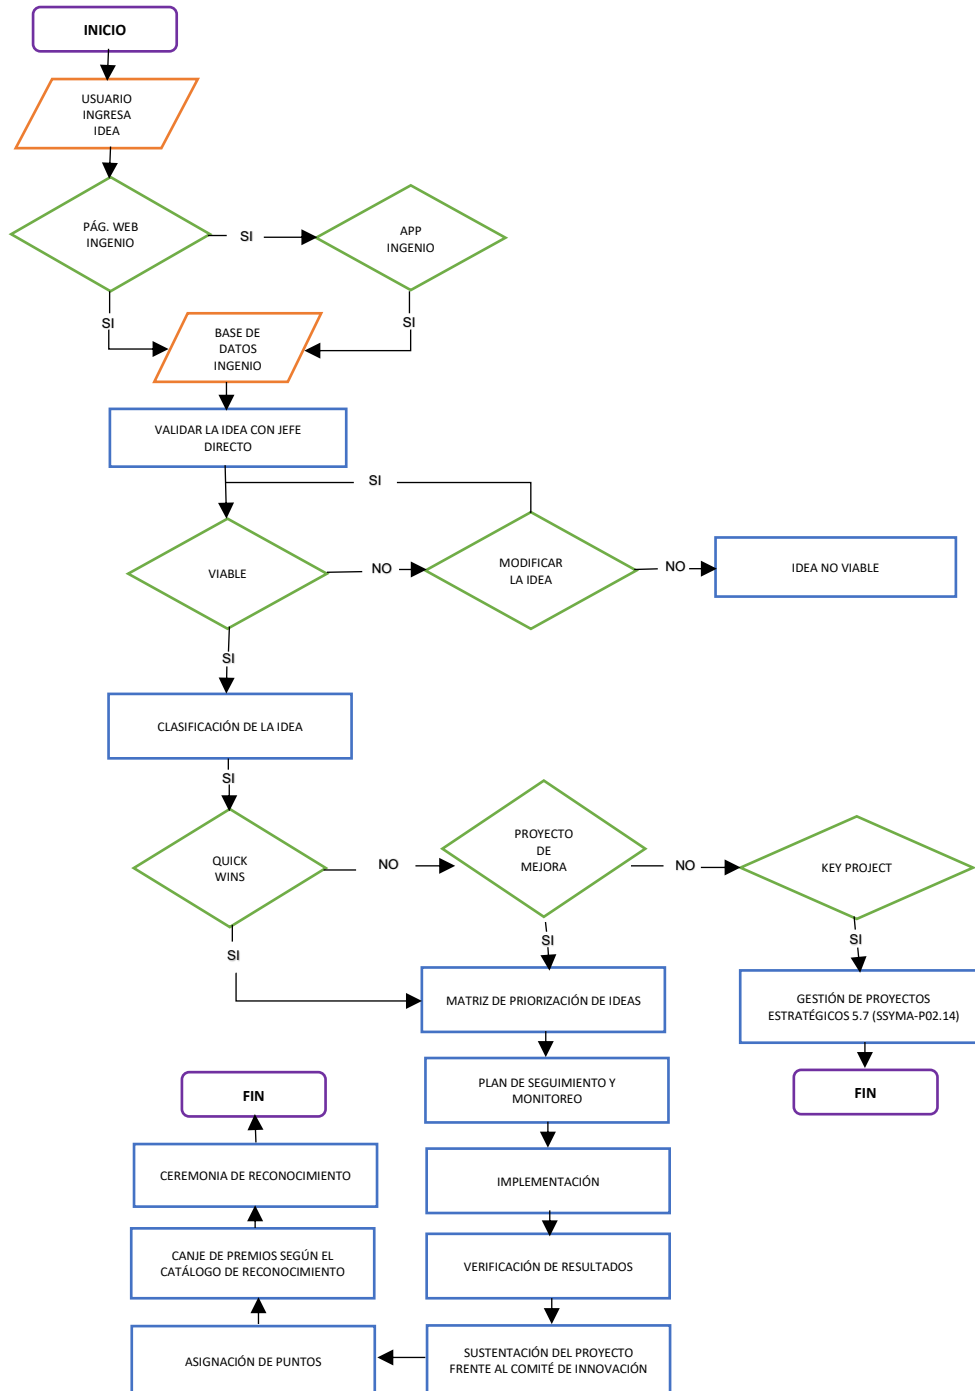 INICIO
USUARIO
INGRESA
IDEA
PÁG. WEB
INGENIO
SI
APP
INGENIO
SI
SI
BASE DE
DATOS
INGENIO
VALIDAR LA IDEA CON JEFE
DIRECTO
SI
VIABLE
NO
MODIFICAR
LA IDEA
NO
IDEA NO VIABLE
SI
CLASIFICACIÓN DE LA IDEA
SI
QUICK
WINS
NO
PROYECTO
DE
MEJORA
NO
KEY PROJECT
SI
SI
SI
MATRIZ DE PRIORIZACIÓN DE IDEAS
GESTIÓN DE PROYECTOS
ESTRATÉGICOS 5.7 (SSYMA-P02.14)
FIN
PLAN DE SEGUIMIENTO Y
MONITOREO
FIN
CEREMONIA DE RECONOCIMIENTO
IMPLEMENTACIÓN
CANJE DE PREMIOS SEGÚN EL
CATÁLOGO DE RECONOCIMIENTO
VERIFICACIÓN DE RESULTADOS
ASIGNACIÓN DE PUNTOS
SUSTENTACIÓN DEL PROYECTO
FRENTE AL COMITÉ DE INNOVACIÓN